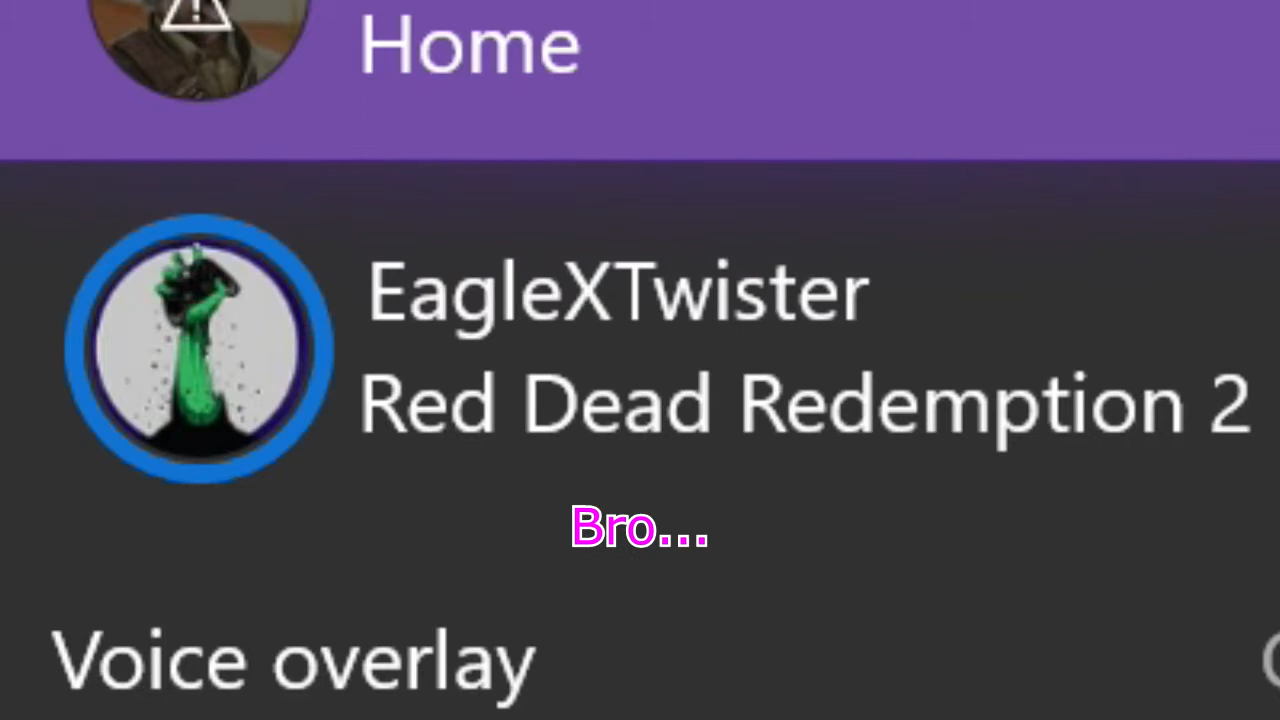 Home
EagleXTwister
Red Dead Redemption 2
Bro...
Voice overlay